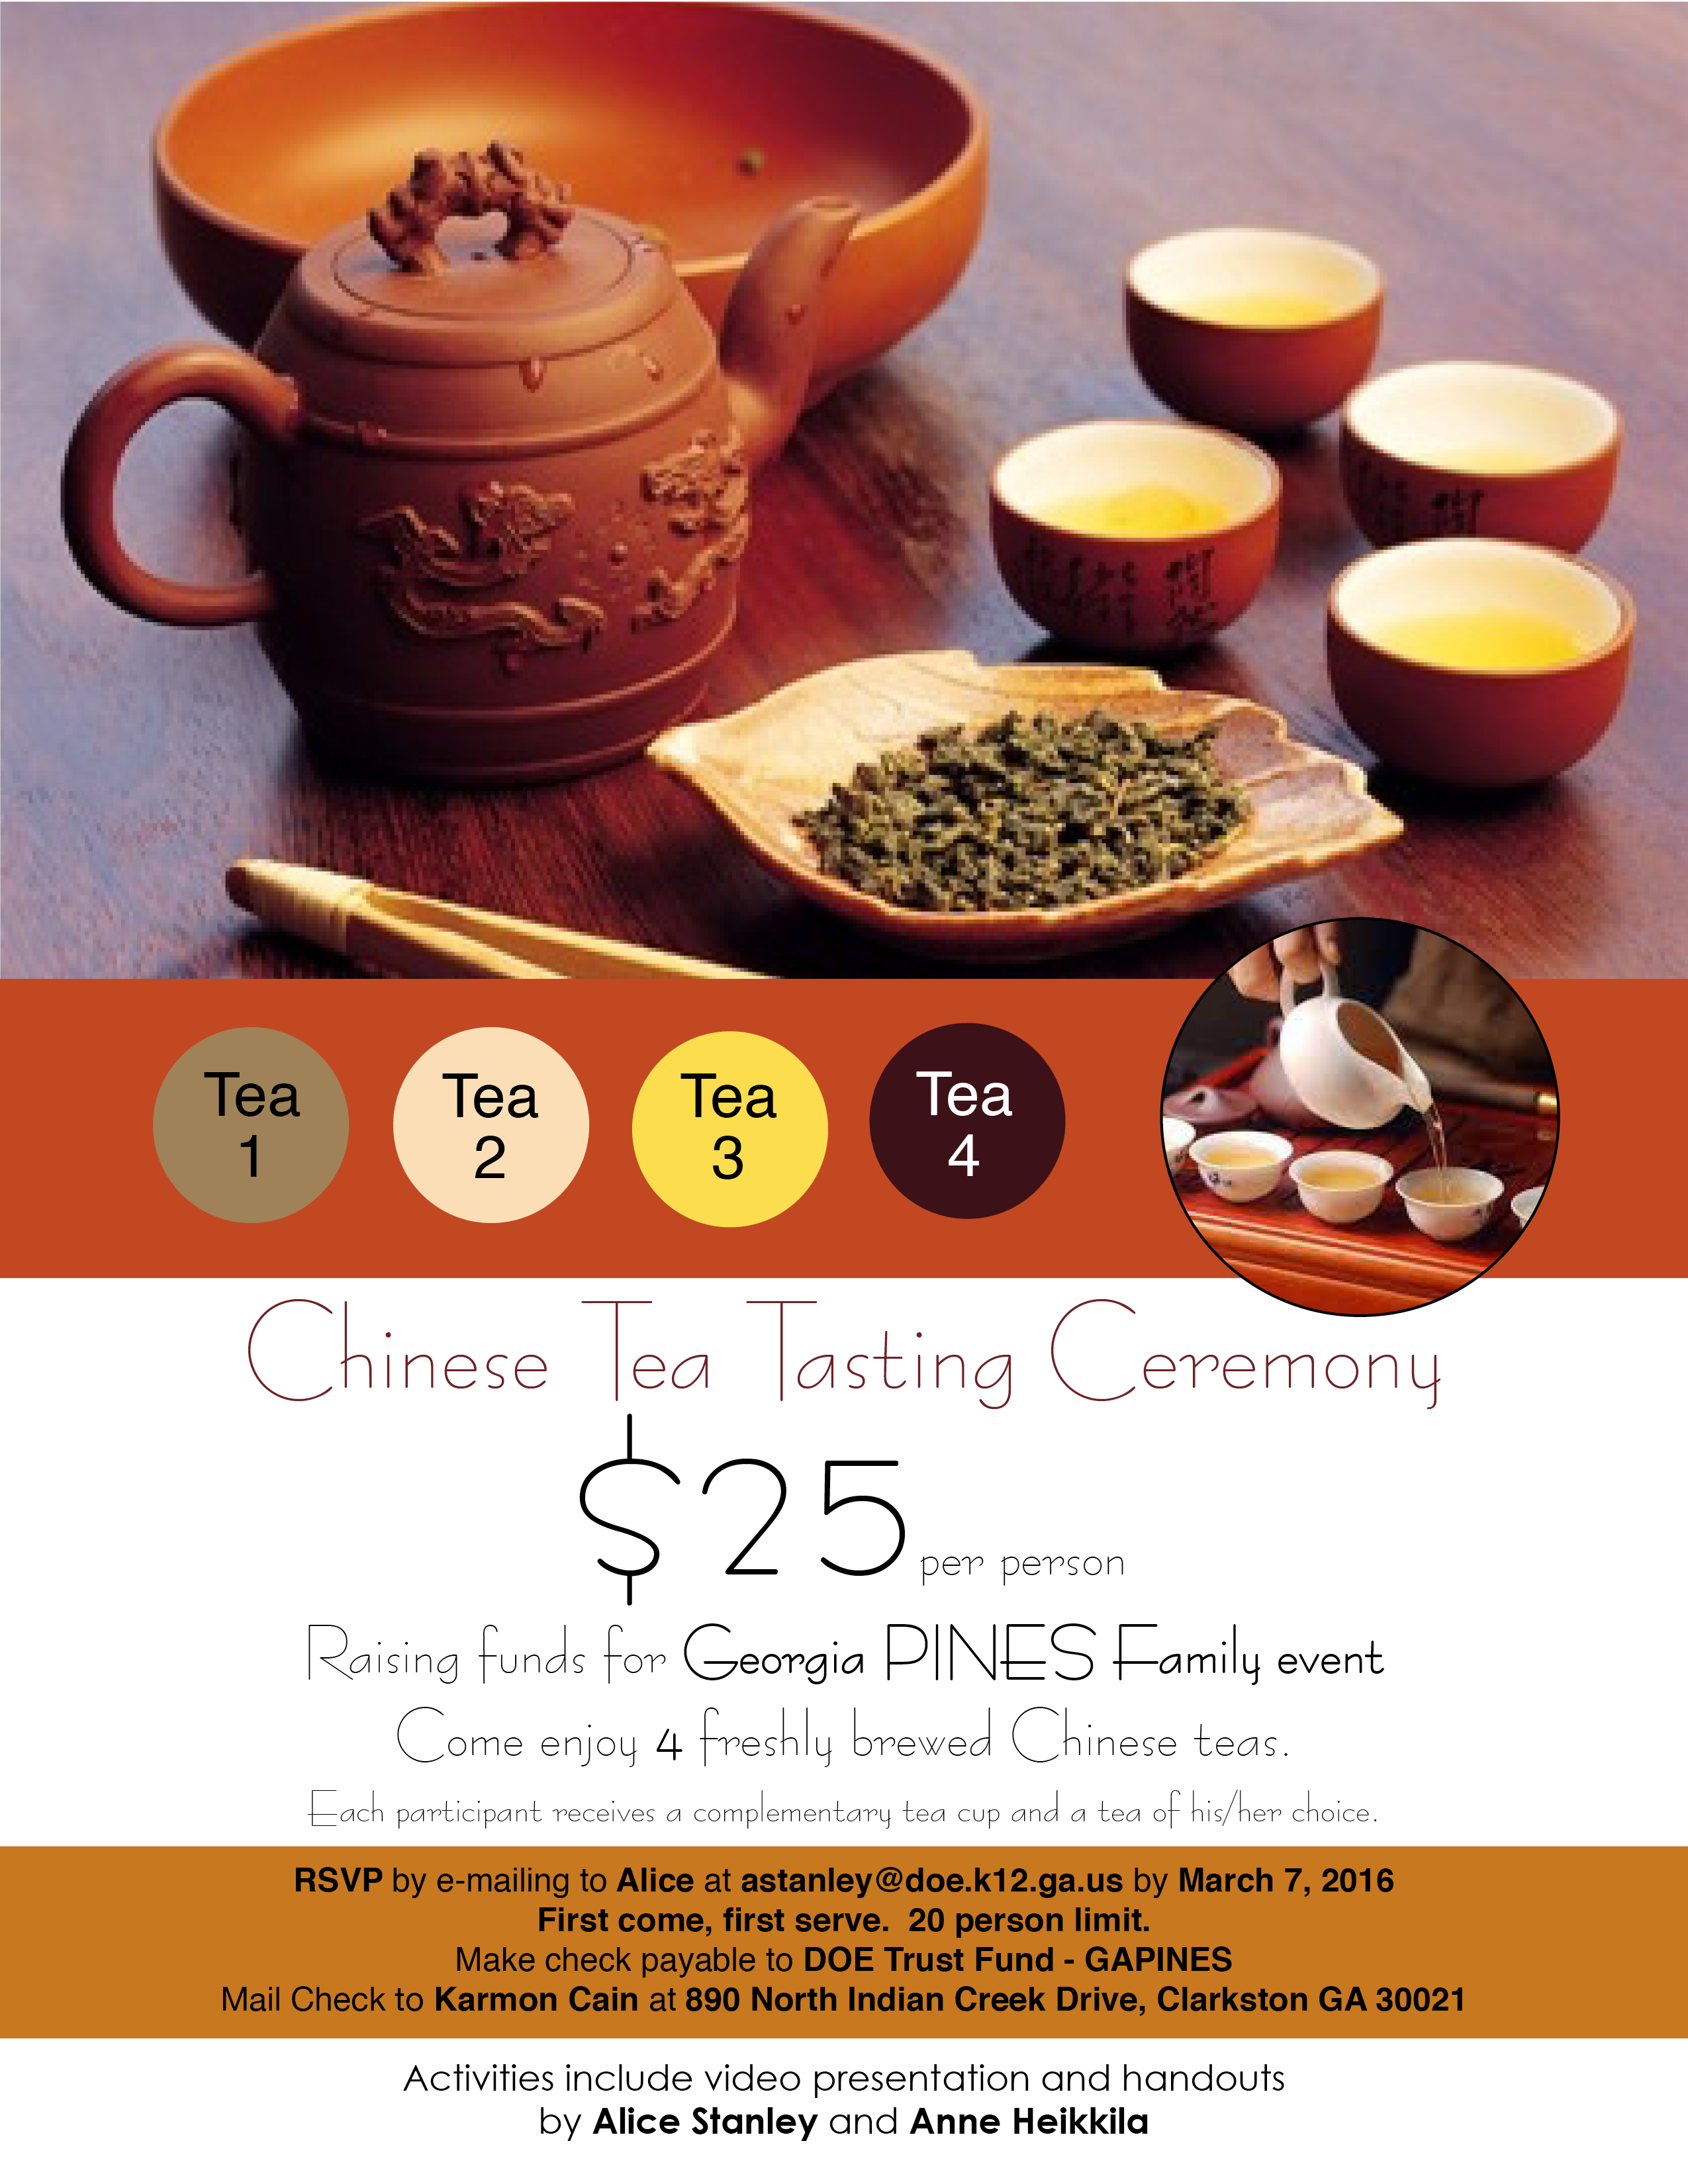 Tea
1
Tea
2
Tea
3
Tea
4
Chinese Tea Tasting Ceremony
$25 per person
Raising funds for Georgia PINES Family event
Come enjoy 4 freshly brewed Chinese teas.
Each participant receives a complementary tea cup and a tea of his/her choice.
RSVP by e-mailing to Alice at astanley@doe.k12.ga.us by March 7, 2016
First come, first serve.  20 person limit.
Make check payable to DOE Trust Fund - GAPINES
Mail Check to Karmon Cain at 890 North Indian Creek Drive, Clarkston GA 30021
Activities include video presentation and handouts
by Alice Stanley and Anne Heikkila